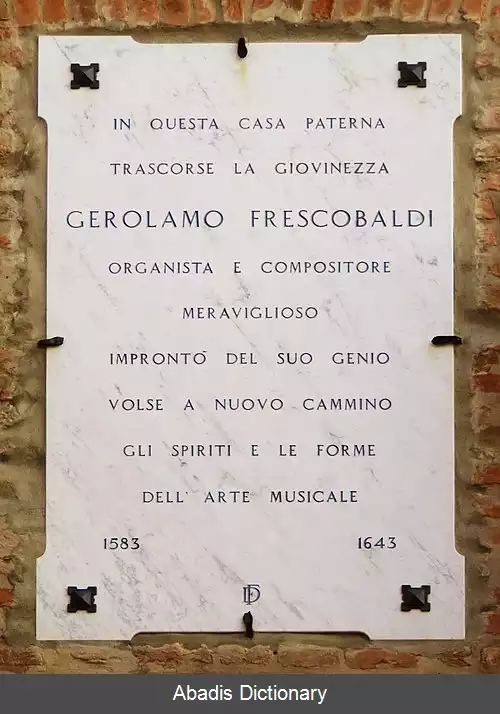 IN QUESTA CASA PATERNA
TRASCORSE LA GIOVINEZZA
GEROLAMO FRESCOBALDI
ORGANISTA E COMPOSITORE
MERAVIGLIOSO
IMPRONTÒ DEL SUO GENIO
VOLSE A NUOVO CAMMINO
GLI SPIRITI E LE FORME
DELL' ARTE MUSICALE
1583 1643
Abadis Dictionary